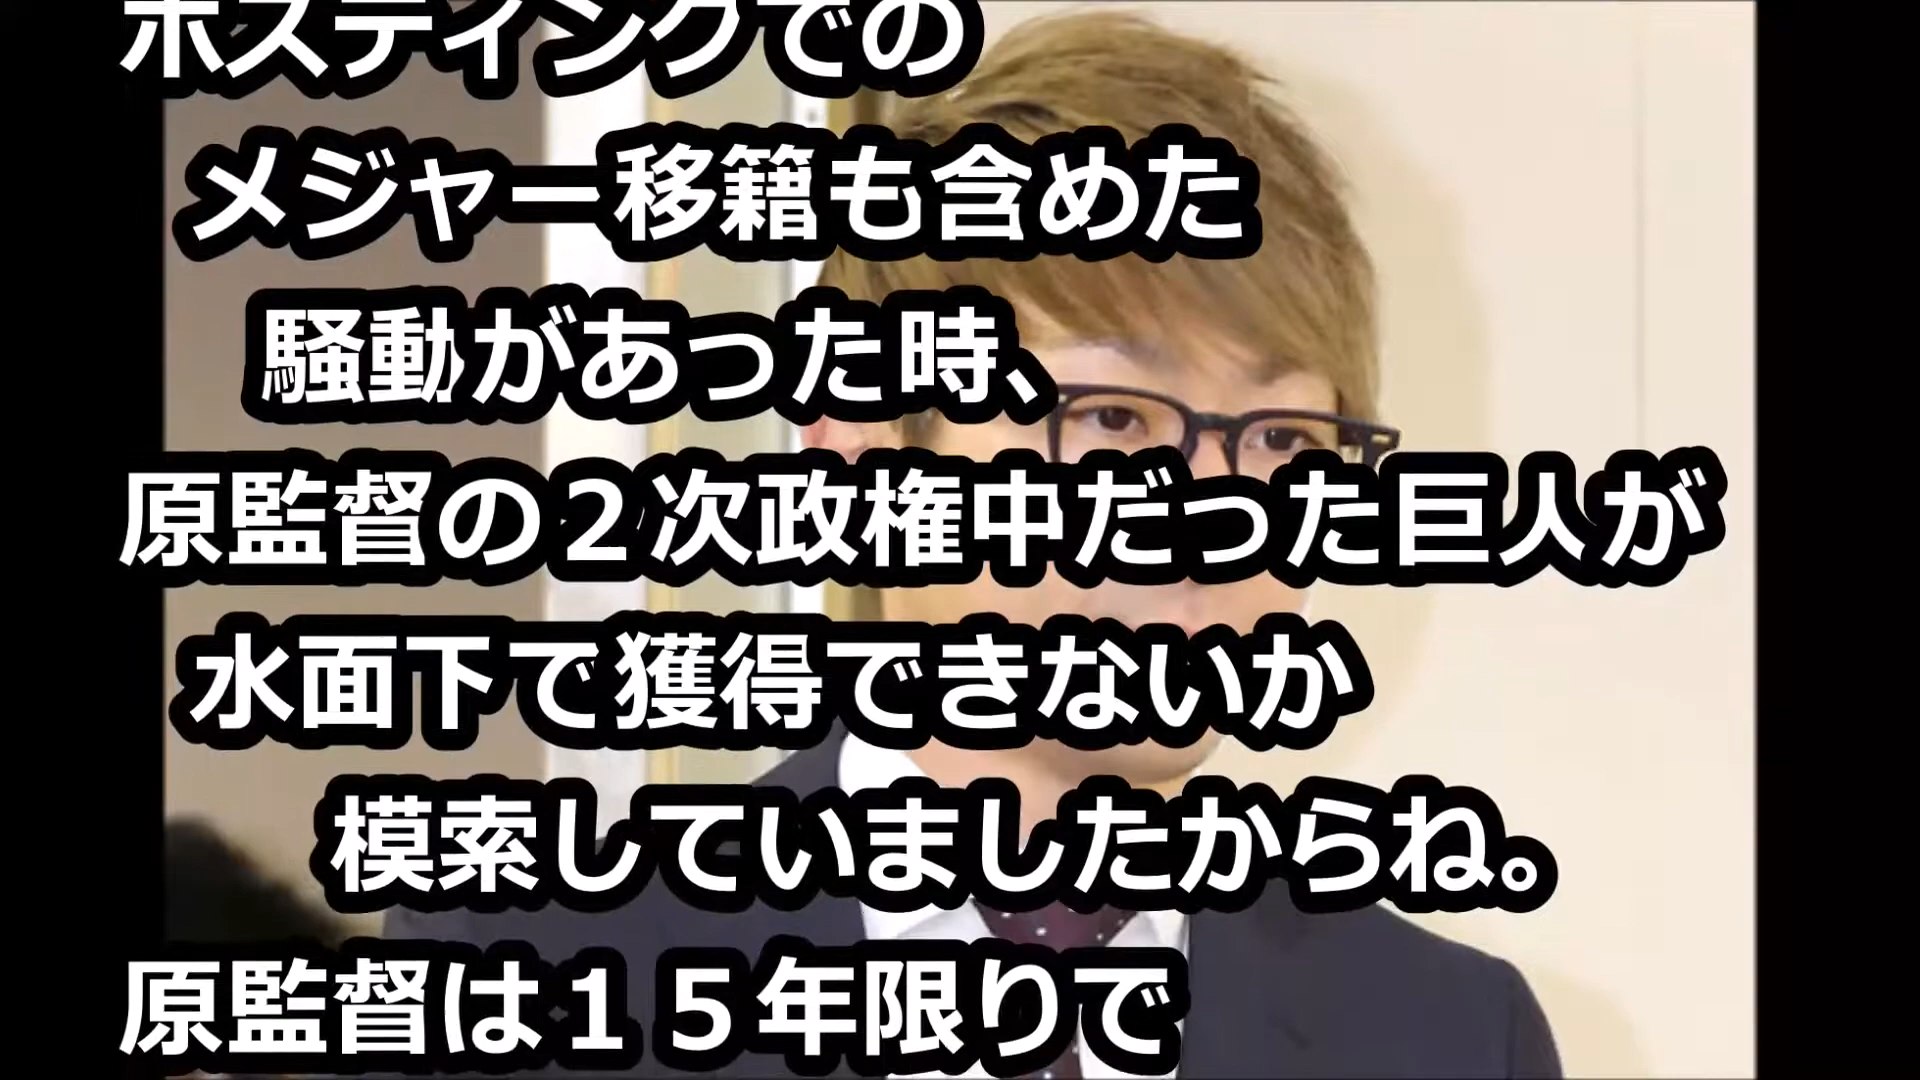 ポスティングでの
メジャー移籍も含めた
騒動があった時、
原監督の２次政権中だった巨人が
水面下で獲得できないか
模索していましたからね。
原監督は１５年限りで